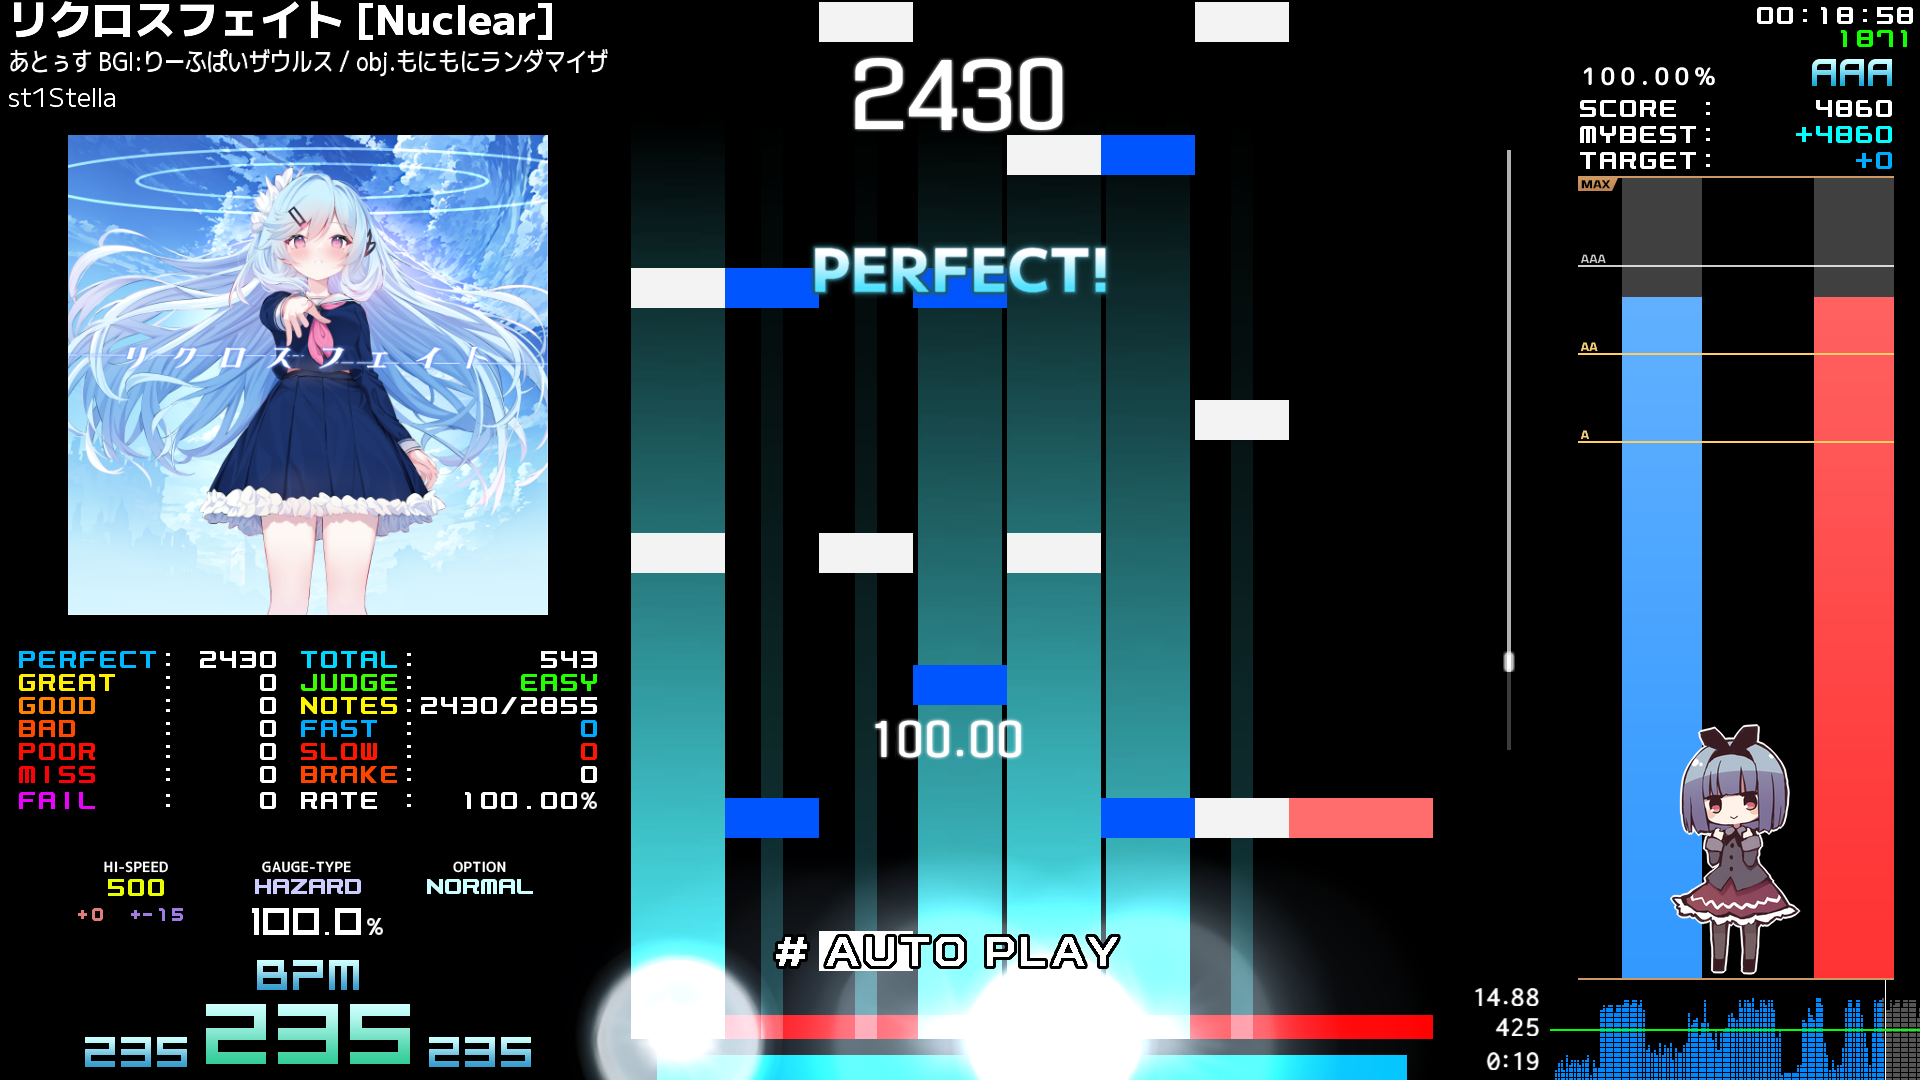 リクロスフェイト [Nuclear]
あとぅす BGI:りーふぱいザウルス / obj.もにもにランダマイザ
st1Stella
リクロスフェイト
PERFECT : 2430 TOTAL : 543
GREAT : 0 JUDGE : EASY
GOOD : 0 NOTES : 2430/2855
BAD : 0 FAST : 0
POOR : 0 SLOW : 0
MISS : 0 BRAKE : 0
FAIL : 0 RATE : 100.00%
HI-SPEED GAUGE-TYPE OPTION
500 HAZARD NORMAL
+0 +-15 100.0%
BPM
235 235 235
2430
PERFECT!
100.00
# AUTO PLAY
00:18:58
1871
100.00% AAA
SCORE : 4860
MYBEST : +4860
TARGET : +0
MAX
AAA
AA
A
14.88
425
0:19